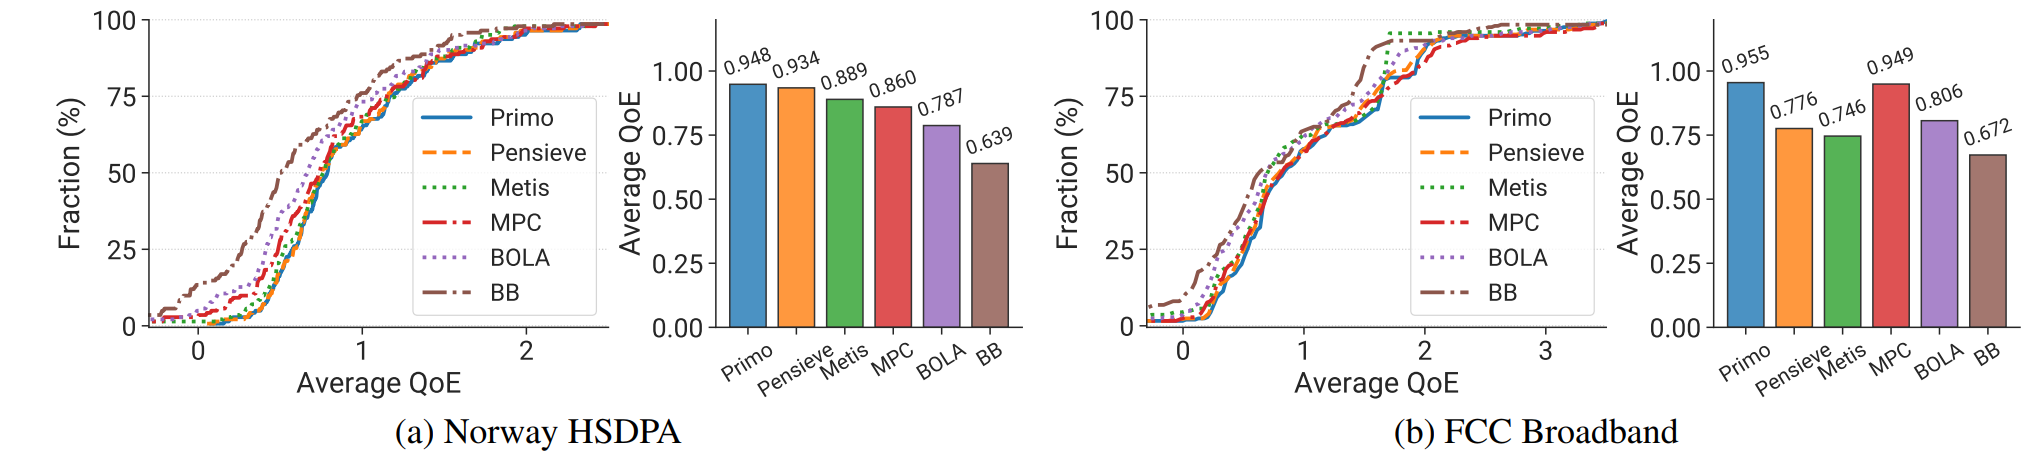 100
75
50
25
0
Fraction (%)
0 1 2
Average QoE
Primo
Pensieve
Metis
MPC
BOLA
BB
Average QoE
1.00
0.75
0.50
0.25
0.00
0.948 0.934 0.889 0.860 0.787 0.639
Primo Pensieve Metis MPC BOLA BB
(a) Norway HSDPA
100
75
50
25
0
Fraction (%)
0 1 2 3
Average QoE
Primo
Pensieve
Metis
MPC
BOLA
BB
Average QoE
1.00
0.75
0.50
0.25
0.00
0.955 0.776 0.746 0.949 0.806 0.672
Primo Pensieve Metis MPC BOLA BB
(b) FCC Broadband